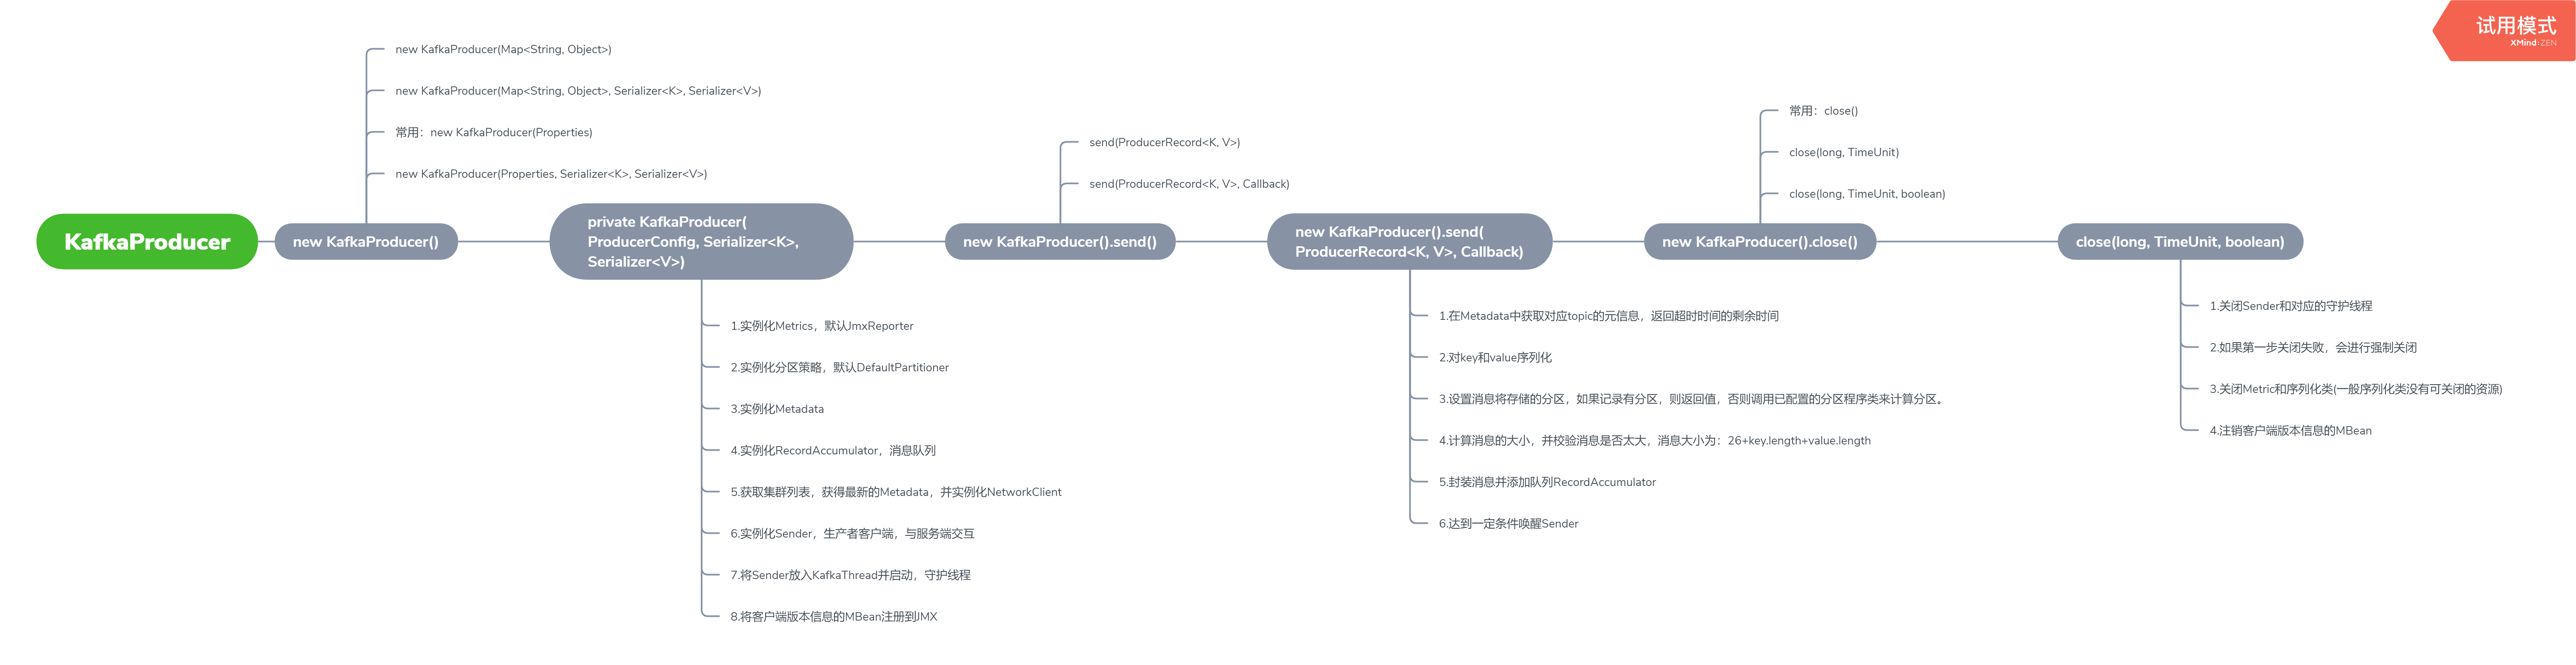 试用模式
XMind:ZEN
KafkaProducer
new KafkaProducer()
new KafkaProducer(Map<String, Object>)
new KafkaProducer(Map<String, Object>, Serializer<K>, Serializer<V>)
常用：new KafkaProducer(Properties)
new KafkaProducer(Properties, Serializer<K>, Serializer<V>)
private KafkaProducer(
ProducerConfig, Serializer<K>,
Serializer<V>)
1.实例化Metrics，默认JmxReporter
2.实例化分区策略，默认DefaultPartitioner
3.实例化Metadata
4.实例化RecordAccumulator，消息队列
5.获取集群列表，获得最新的Metadata，并实例化NetworkClient
6.实例化Sender，生产者客户端，与服务端交互
7.将Sender放入KafkaThread并启动，守护线程
8.将客户端版本信息的MBean注册到JMX
new KafkaProducer().send()
send(ProducerRecord<K, V>)
send(ProducerRecord<K, V>, Callback)
new KafkaProducer().send(
ProducerRecord<K, V>, Callback)
1.在Metadata中获取对应topic的元信息，返回超时时间的剩余时间
2.对key和value序列化
3.设置消息将存储的分区，如果记录有分区，则返回值，否则调用已配置的分区程序类来计算分区。
4.计算消息的大小，并校验消息是否太大，消息大小为：26+key.length+value.length
5.封装消息并添加队列RecordAccumulator
6.达到一定条件唤醒Sender
new KafkaProducer().close()
常用：close()
close(long, TimeUnit)
close(long, TimeUnit, boolean)
close(long, TimeUnit, boolean)
1.关闭Sender和对应的守护线程
2.如果第一步关闭失败，会进行强制关闭
3.关闭Metric和序列化类(一般序列化类没有可关闭的资源)
4.注销客户端版本信息的MBean